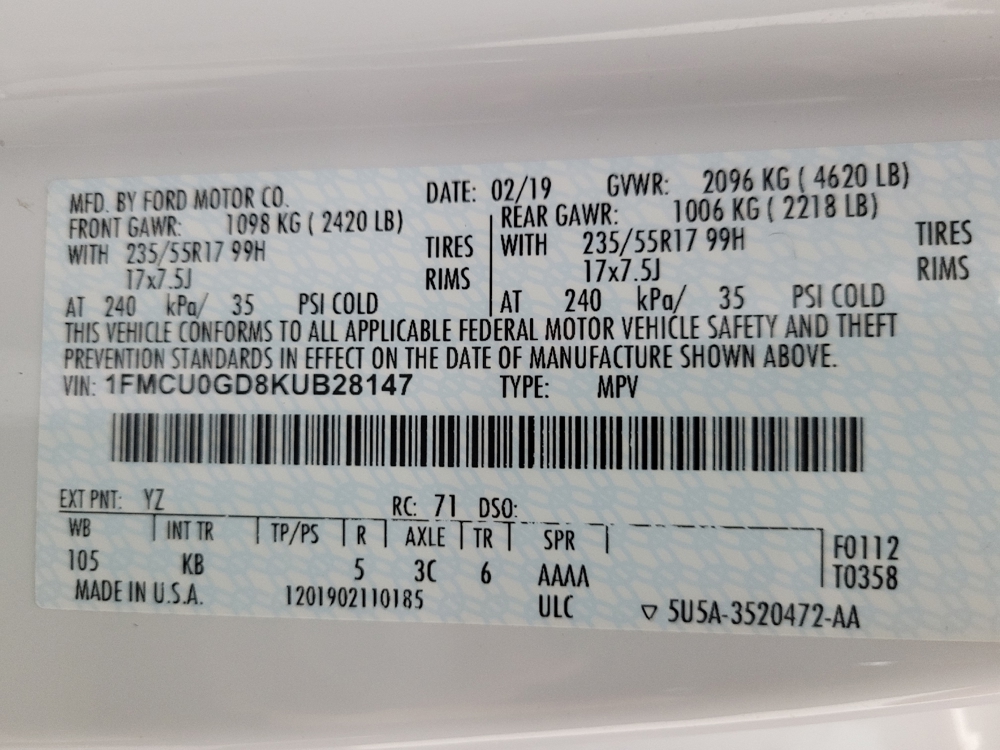 MFD. BY FORD MOTOR CO. DATE: 02/19 GVWR: 2096 KG ( 4620 LB)
FRONT GAWR: 1098 KG ( 2420 LB) REAR GAWR: 1006 KG ( 2218 LB)
WITH 235/55R17 99H TIRES WITH 235/55R17 99H TIRES
17x7.5J RIMS 17x7.5J RIMS
AT 240 kPa/ 35 PSI COLD AT 240 kPa/ 35 PSI COLD
THIS VEHICLE CONFORMS TO ALL APPLICABLE FEDERAL MOTOR VEHICLE SAFETY AND THEFT
PREVENTION STANDARDS IN EFFECT ON THE DATE OF MANUFACTURE SHOWN ABOVE.
VIN: 1FMCU0GD8KUB28147 TYPE: MPV
EXT PNT: YZ RC: 71 DSO:
WB INT TR TP/PS R AXLE TR SPR F0112
105 KB 5 3C 6 AAAA T0358
MADE IN U.S.A. 1201902110185 ULC ▽ 5U5A-3520472-AA